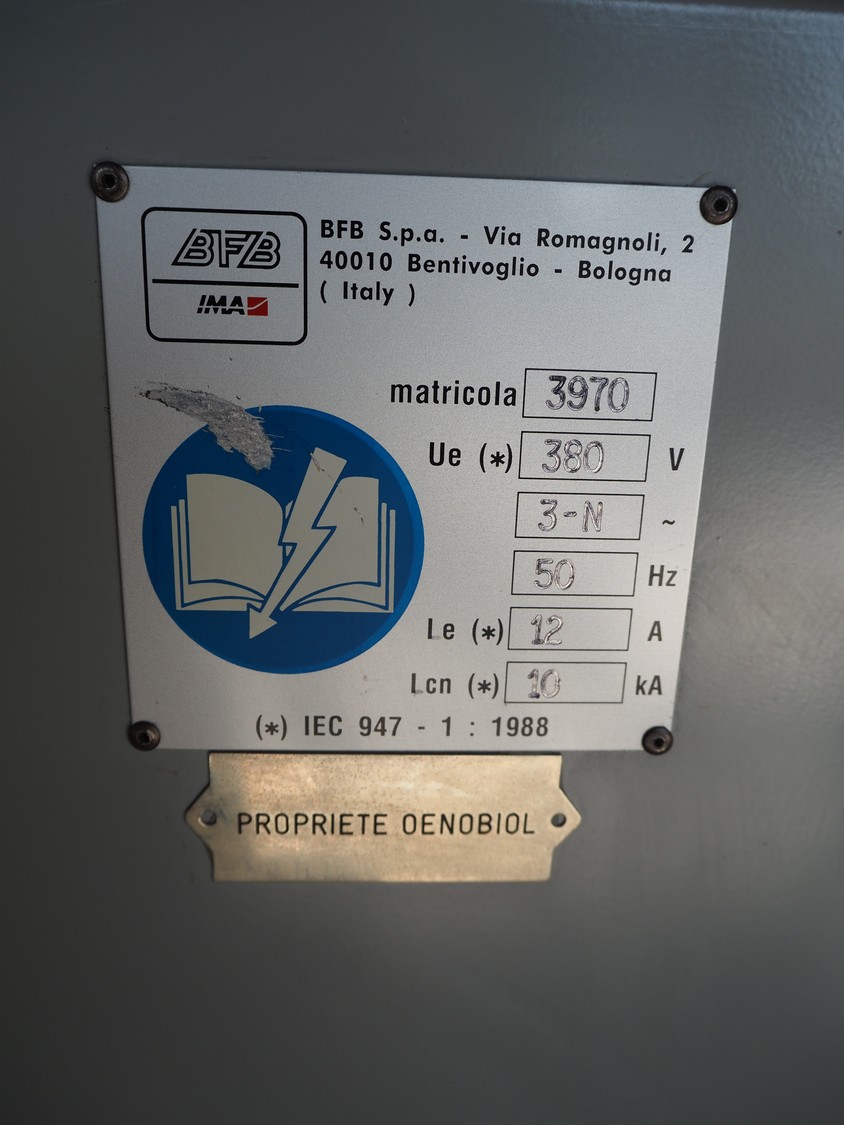 BFB
IMA
BFB S.p.a. - Via Romagnoli, 2
40010 Bentivoglio - Bologna
( Italy )
matricola 3970
Ue (*) 380 V
3-N ~
50 Hz
Le (*) 12 A
Lcn (*) 10 kA
(*) IEC 947 - 1 : 1988
PROPRIETE OENOBIOL